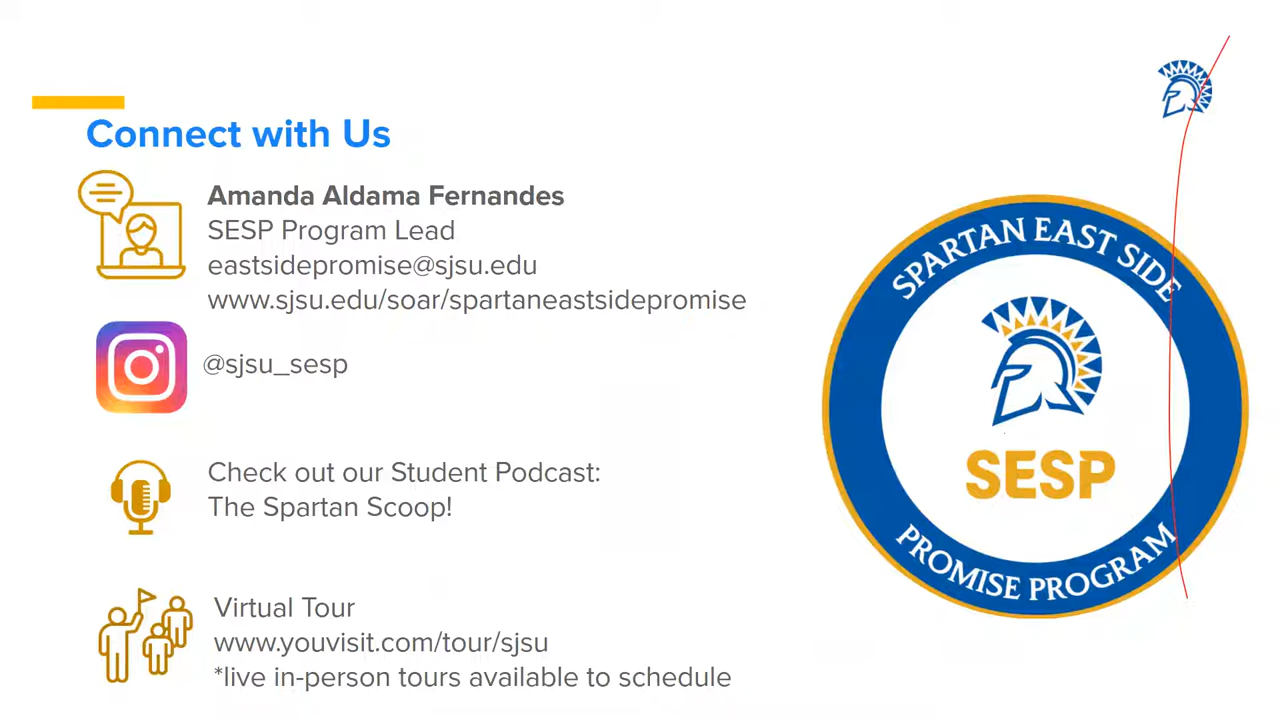 Connect with Us
Amanda Aldama Fernandes
SESP Program Lead
eastsidepromise@sjsu.edu
www.sjsu.edu/soar/spartaneastsidepromise
@sjsu_sesp
Check out our Student Podcast:
The Spartan Scoop!
Virtual Tour
www.youvisit.com/tour/sjsu
*live in-person tours available to schedule
SPARTAN EAST SIDE
SESP
PROMISE PROGRAM